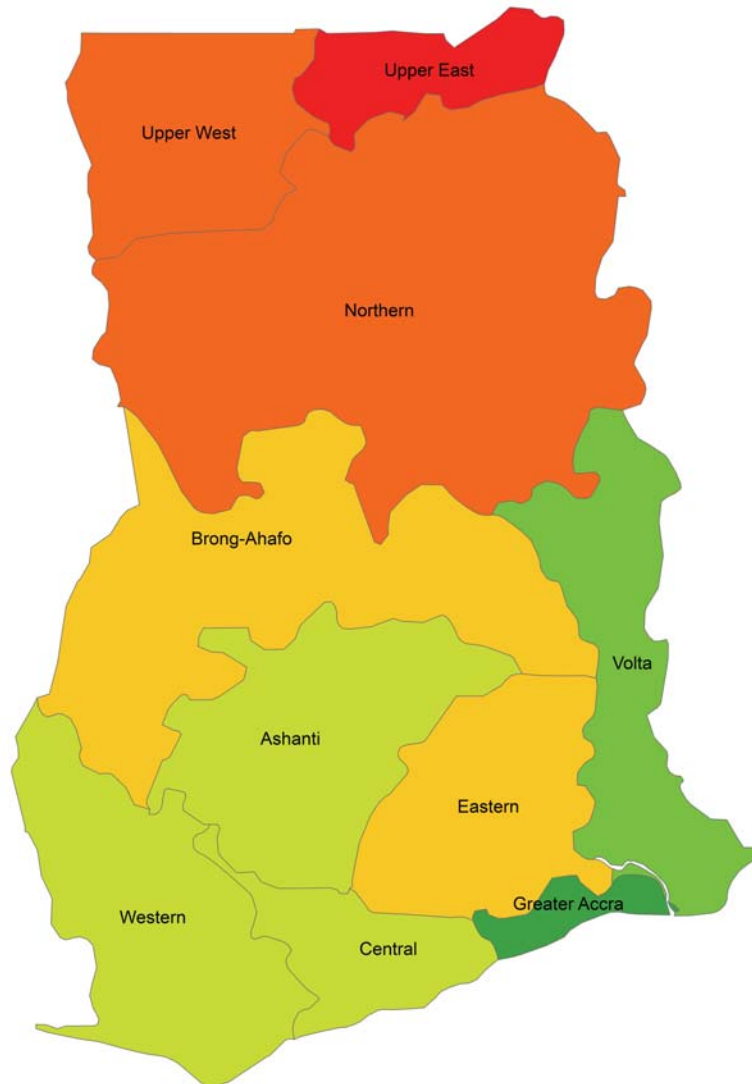 Upper East
Upper West
Northern
Brong-Ahafo
Volta
Ashanti
Eastern
Greater Accra
Western
Central